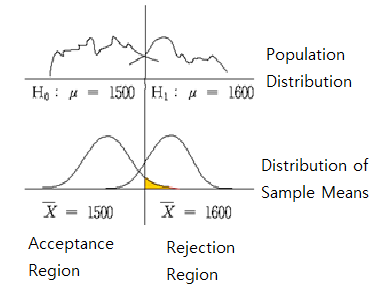 Population
Distribution
H₀ : μ = 1500 H₁ : μ = 1600
Distribution of
Sample Means
X̄ = 1500 X̄ = 1600
Acceptance
Region
Rejection
Region